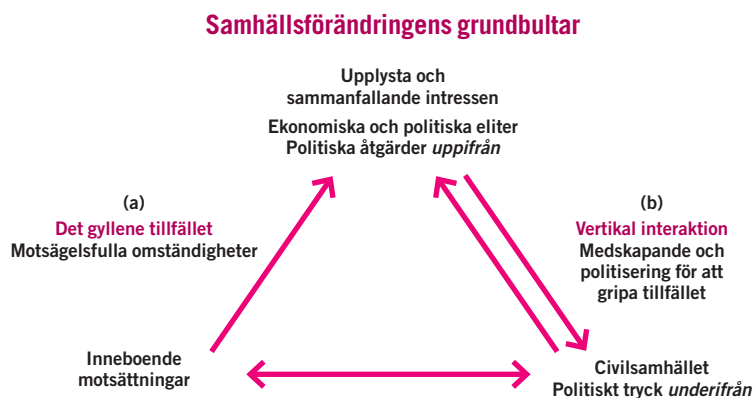 Samhällsförändringens grundbultar
Upplysta och
sammanfallande intressen
Ekonomiska och politiska eliter
Politiska åtgärder uppifrån
(a)
Det gyllene tillfället
Motsägelsfulla omständigheter
(b)
Vertikal interaktion
Medskapande och
politisering för att
gripa tillfället
Inneboende
motsättningar
Civilsamhället
Politiskt tryck underifrån